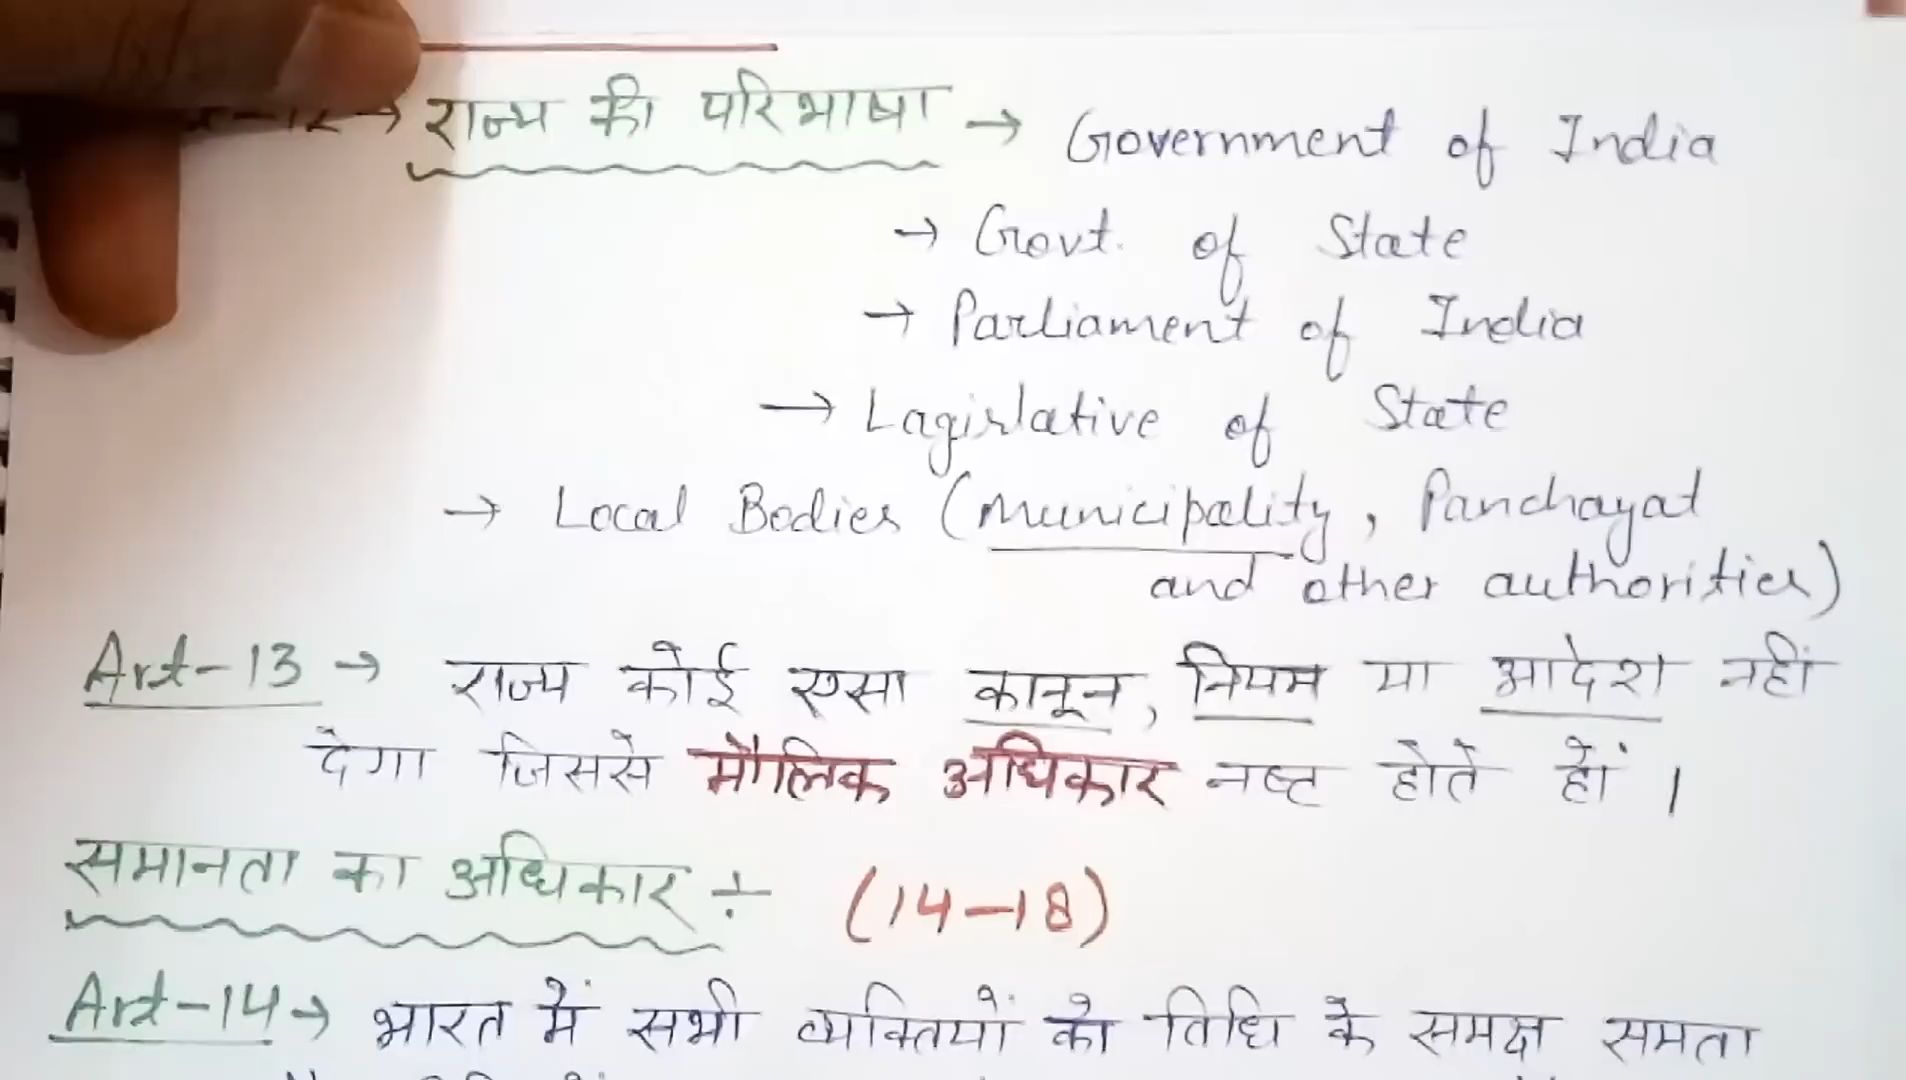 → राज्य की परिभाषा → Government of India
→ Govt. of State
→ Parliament of India
→ Lagislative of State
→ Local Bodies (Municipality, Panchayat
and other authorities)
Art-13 → राज्य कोई एसा कानून, नियम या आदेश नहीं
देगा जिससे मौलिक अधिकार नष्ट होते हों ।
समानता का अधिकार ÷ (14-18)
Art-14 → भारत में सभी व्यक्तियों को विधि के समक्ष समता